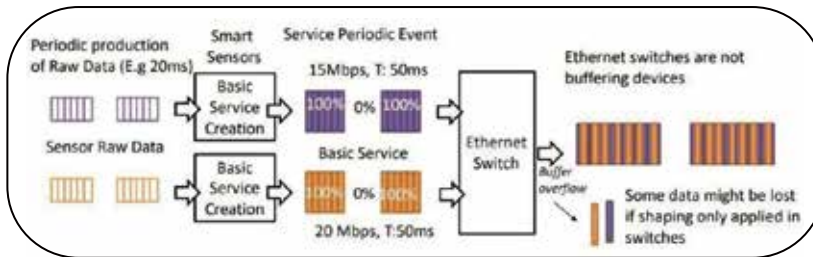 Periodic production
of Raw Data (E.g 20ms)
Sensor Raw Data
Smart
Sensors
Basic
Service
Creation
Basic
Service
Creation
Service Periodic Event
15Mbps, T: 50ms
100% 0% 100%
Basic Service
100% 0% 100%
20 Mbps, T:50ms
Ethernet
Switch
Buffer
overflow
Ethernet switches are not
buffering devices
Some data might be lost
if shaping only applied in
switches